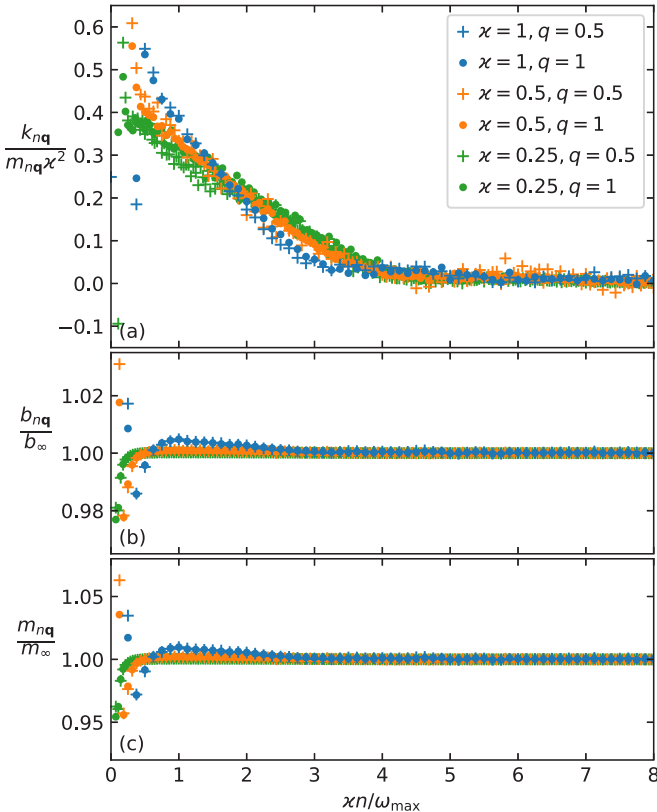 0.6
0.5
0.4
0.3
0.2
0.1
0.0
−0.1
k_{nq}
m_{nq}ϰ²
ϰ = 1, q = 0.5
ϰ = 1, q = 1
ϰ = 0.5, q = 0.5
ϰ = 0.5, q = 1
ϰ = 0.25, q = 0.5
ϰ = 0.25, q = 1
(a)
1.02
1.00
0.98
b_{nq}
b_∞
(b)
1.05
1.00
0.95
m_{nq}
m_∞
(c)
0 1 2 3 4 5 6 7 8
ϰn/ω_{max}